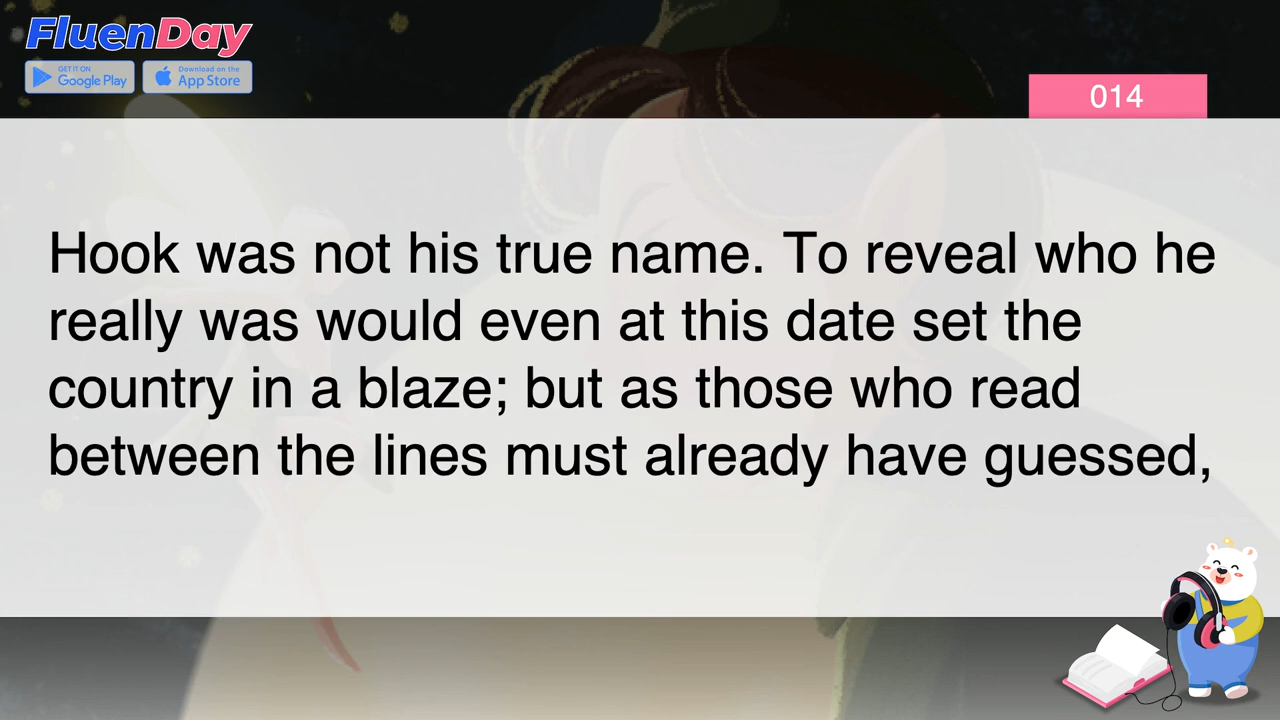 FluenDay
GET IT ON
Google Play
Download on the
App Store
014
Hook was not his true name. To reveal who he
really was would even at this date set the
country in a blaze; but as those who read
between the lines must already have guessed,